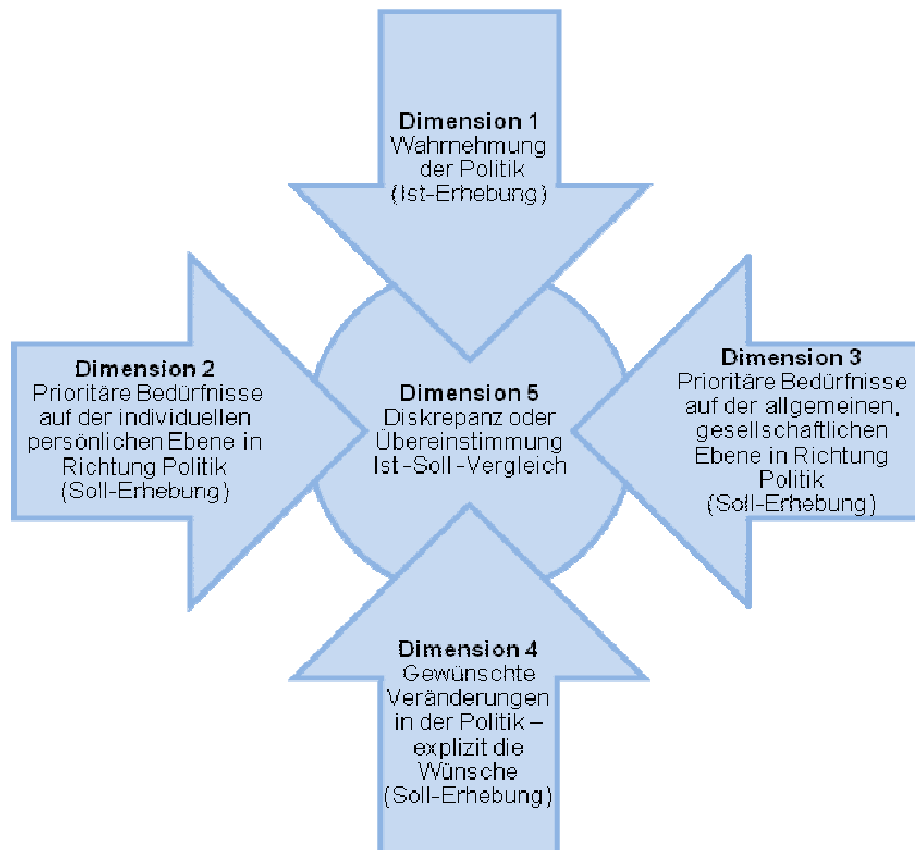 Dimension 1
Wahrnehmung
der Politik
(Ist-Erhebung)
Dimension 2
Prioritäre Bedürfnisse
auf der individuellen
persönlichen Ebene in
Richtung Politik
(Soll-Erhebung)
Dimension 5
Diskrepanz oder
Übereinstimmung
Ist-Soll-Vergleich
Dimension 3
Prioritäre Bedürfnisse
auf der allgemeinen,
gesellschaftlichen
Ebene in Richtung
Politik
(Soll-Erhebung)
Dimension 4
Gewünschte
Veränderungen
in der Politik –
explizit die
Wünsche
(Soll-Erhebung)